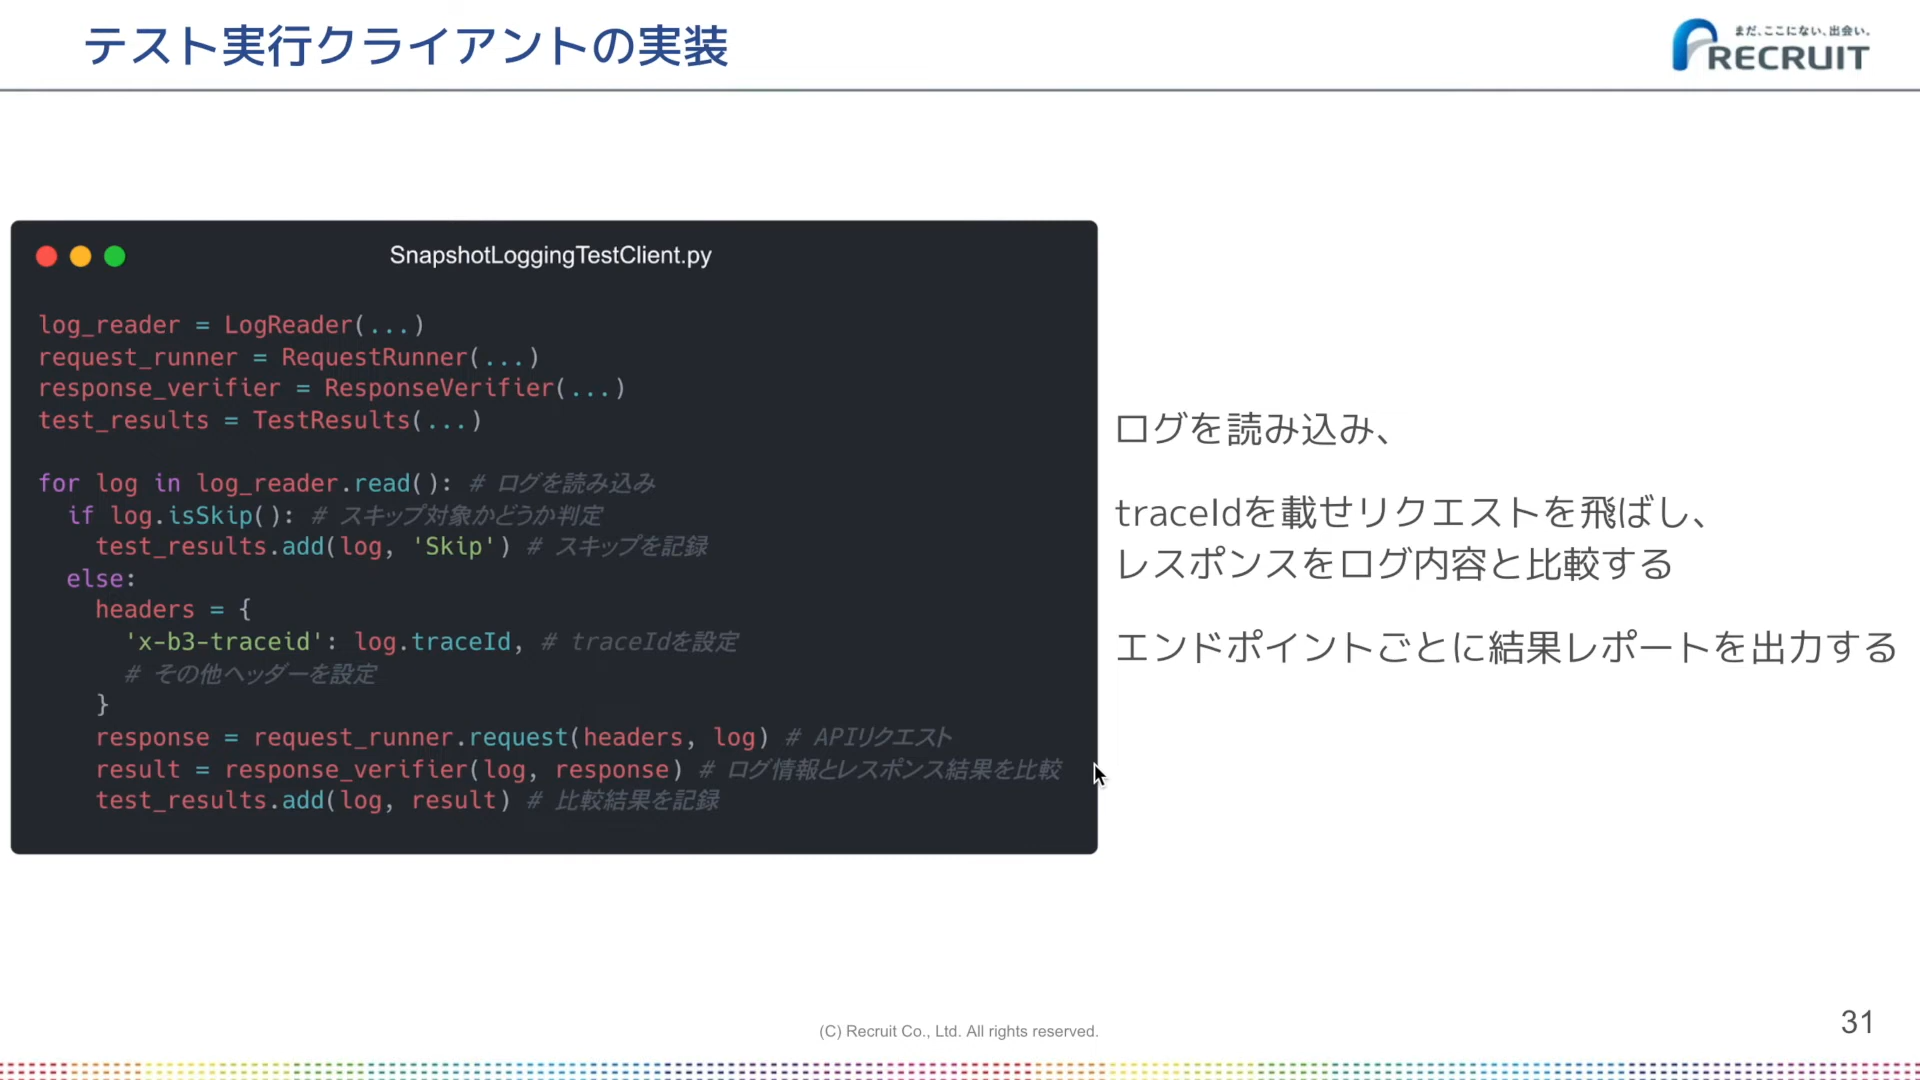 テスト実行クライアントの実装
まだ、ここにない、出会い。
RECRUIT
SnapshotLoggingTestClient.py
log_reader = LogReader(...)
request_runner = RequestRunner(...)
response_verifier = ResponseVerifier(...)
test_results = TestResults(...)
for log in log_reader.read(): # ログを読み込み
  if log.isSkip(): # スキップ対象かどうか判定
    test_results.add(log, 'Skip') # スキップを記録
  else:
    headers = {
      'x-b3-traceid': log.traceId, # traceIdを設定
      # その他ヘッダーを設定
    }
    response = request_runner.request(headers, log) # APIリクエスト
    result = response_verifier(log, response) # ログ情報とレスポンス結果を比較
    test_results.add(log, result) # 比較結果を記録
ログを読み込み、
traceIdを載せリクエストを飛ばし、
レスポンスをログ内容と比較する
エンドポイントごとに結果レポートを出力する
(C) Recruit Co., Ltd. All rights reserved.
31